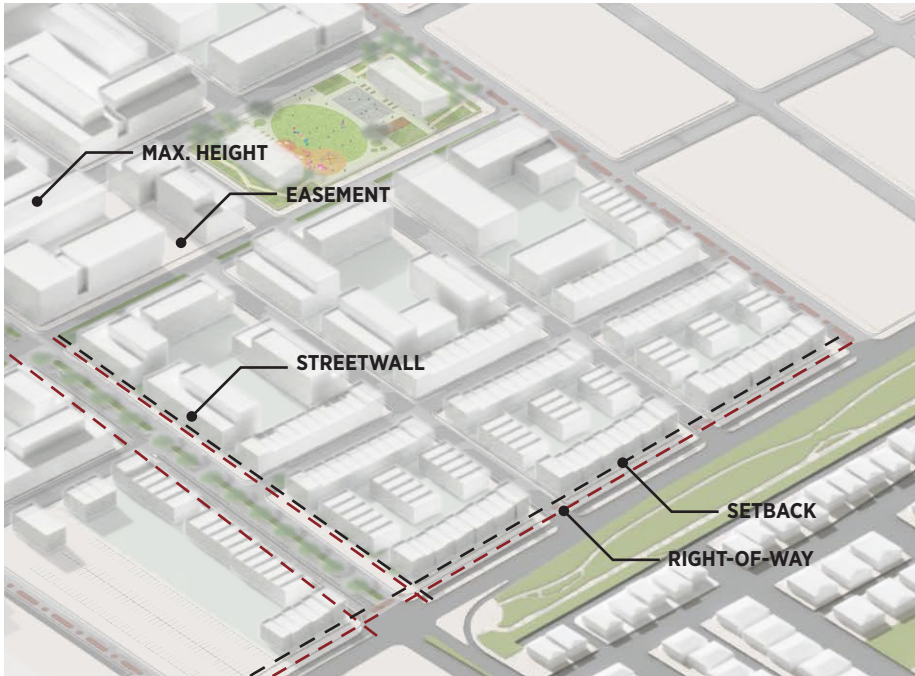 MAX. HEIGHT
EASEMENT
STREETWALL
SETBACK
RIGHT-OF-WAY